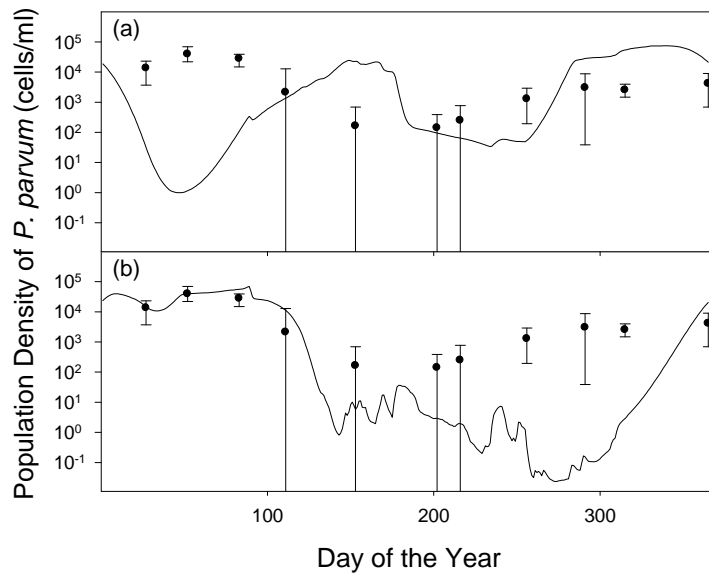 Population Density of P. parvum (cells/ml)
(a)
10⁵
10⁴
10³
10²
10¹
10⁰
10⁻¹
(b)
10⁵
10⁴
10³
10²
10¹
10⁰
10⁻¹
100 200 300
Day of the Year